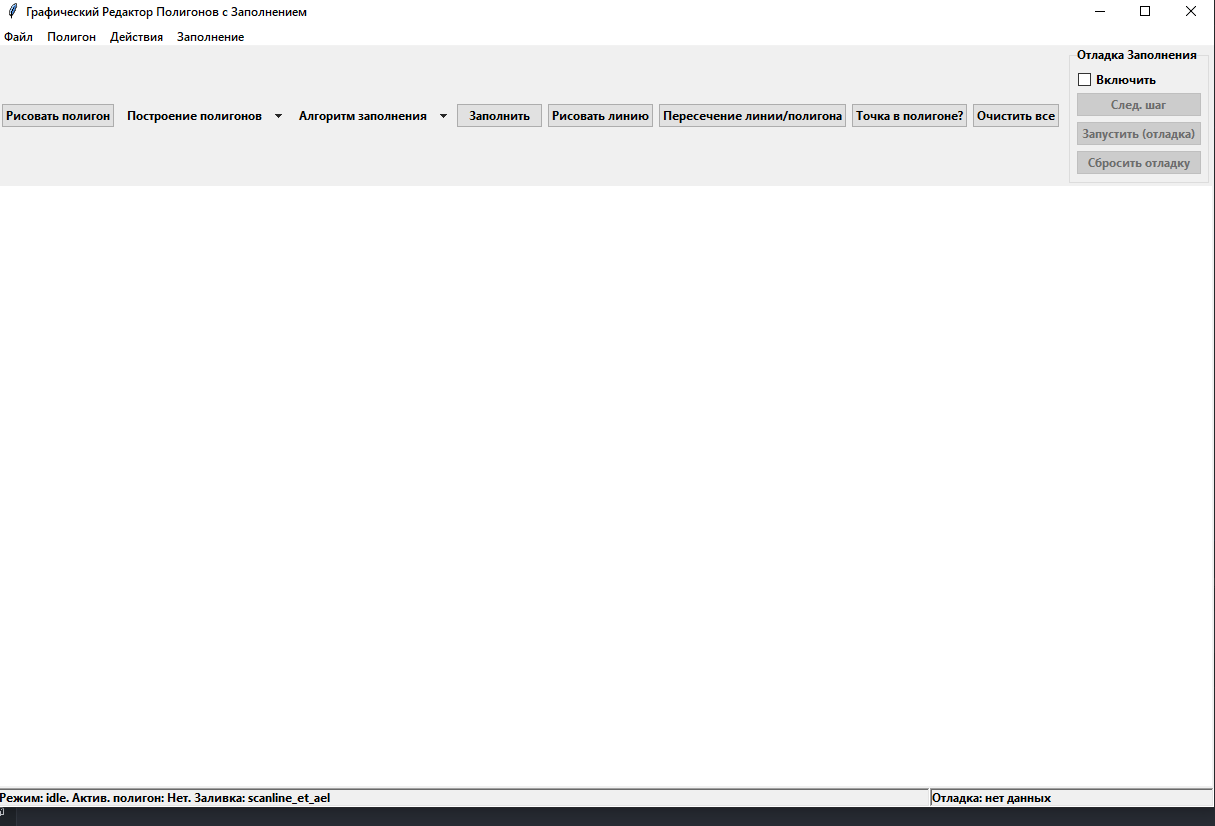 Графический Редактор Полигонов с Заполнением
Файл Полигон Действия Заполнение
Отладка Заполнения
Включить
След. шаг
Рисовать полигон Построение полигонов Алгоритм заполнения Заполнить Рисовать линию Пересечение линии/полигона Точка в полигоне? Очистить все
Запустить (отладка)
Сбросить отладку
Режим: idle. Актив. полигон: Нет. Заливка: scanline_et_ael Отладка: нет данных